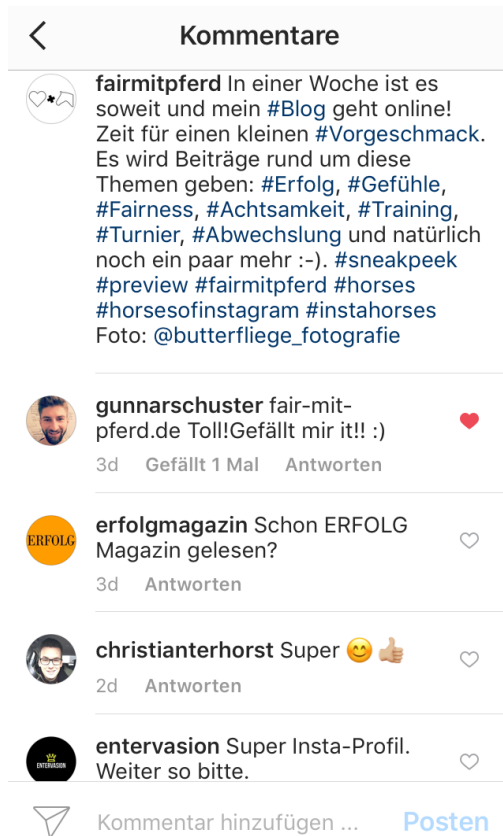 Kommentare
fairmitpferd In einer Woche ist es
soweit und mein #Blog geht online!
Zeit für einen kleinen #Vorgeschmack.
Es wird Beiträge rund um diese
Themen geben: #Erfolg, #Gefühle,
#Fairness, #Achtsamkeit, #Training,
#Turnier, #Abwechslung und natürlich
noch ein paar mehr :-). #sneakpeek
#preview #fairmitpferd #horses
#horsesofinstagram #instahorses
Foto: @butterfliege_fotografie
gunnarschuster fair-mit-
pferd.de Toll!Gefällt mir it!! :)
3d Gefällt 1 Mal Antworten
ERFOLG
erfolgmagazin Schon ERFOLG
Magazin gelesen?
3d Antworten
christianterhorst Super 😊👍🏼
2d Antworten
ENTERVASION
entervasion Super Insta-Profil.
Weiter so bitte.
Kommentar hinzufügen ... Posten